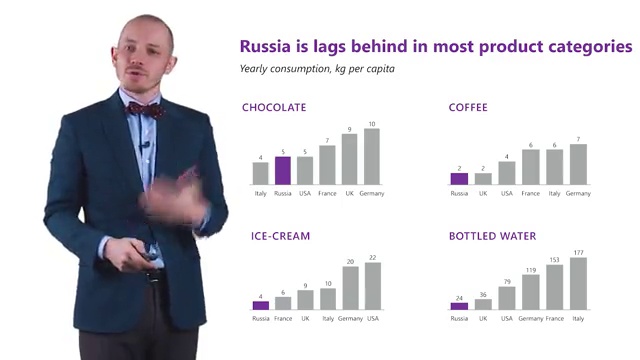 Russia is lags behind in most product categories
Yearly consumption, kg per capita
CHOCOLATE
4 5 5 7 9 10
Italy Russia USA France UK Germany
COFFEE
2 2 4 6 6 7
Russia UK USA France Italy Germany
ICE-CREAM
4 6 9 10 20 22
Russia France UK Italy Germany USA
BOTTLED WATER
24 36 79 119 153 177
Russia UK USA Germany France Italy